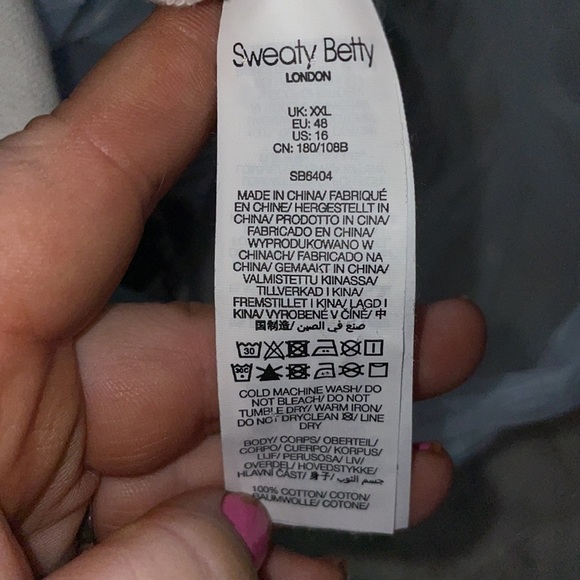 Sweaty Betty
LONDON
UK: XXL
EU: 48
US: 16
CN: 180/108B
SB6404
MADE IN CHINA/ FABRIQUÉ
EN CHINE/ HERGESTELLT IN
CHINA/ PRODOTTO IN CINA/
FABRICADO EN CHINA/
WYPRODUKOWANO W
CHINACH/ FABRICADO NA
CHINA/ GEMAAKT IN CHINA/
VALMISTETTU KIINASSA/
TILLVERKAD I KINA/
FREMSTILLET I KINA/ LAGD I
KINA/ VYROBENÉ V ČÍNĚ/ 中
国制造/ صنع في الصين/
30
COLD MACHINE WASH/ DO
NOT BLEACH/ DO NOT
TUMBLE DRY/ WARM IRON/
DO NOT DRYCLEAN / LINE
DRY
BODY/ CORPS/ OBERTEIL/
CORPO/ CUERPO/ KORPUS/
LIJF/ PERUSOSA/ LIV/
OVERDEL/ HOVEDSTYKKE/
HLAVNÍ ČÁST/ 身子/ جسم الثوب/
100% COTTON/ COTON/
BAUMWOLLE/ COTONE/